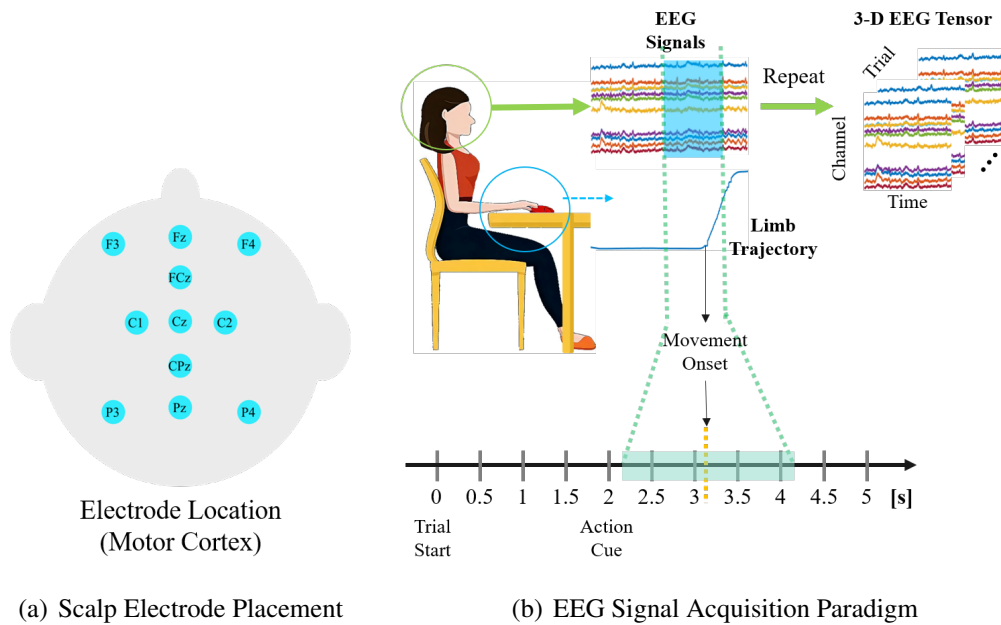 F3
Fz
F4
FCz
C1
Cz
C2
CPz
P3
Pz
P4
Electrode Location
(Motor Cortex)
(a) Scalp Electrode Placement
EEG
Signals
3-D EEG Tensor
Repeat
Trial
Channel
Time
Limb
Trajectory
Movement
Onset
0 0.5 1 1.5 2 2.5 3 3.5 4 4.5 5 [s]
Trial
Start
Action
Cue
(b) EEG Signal Acquisition Paradigm